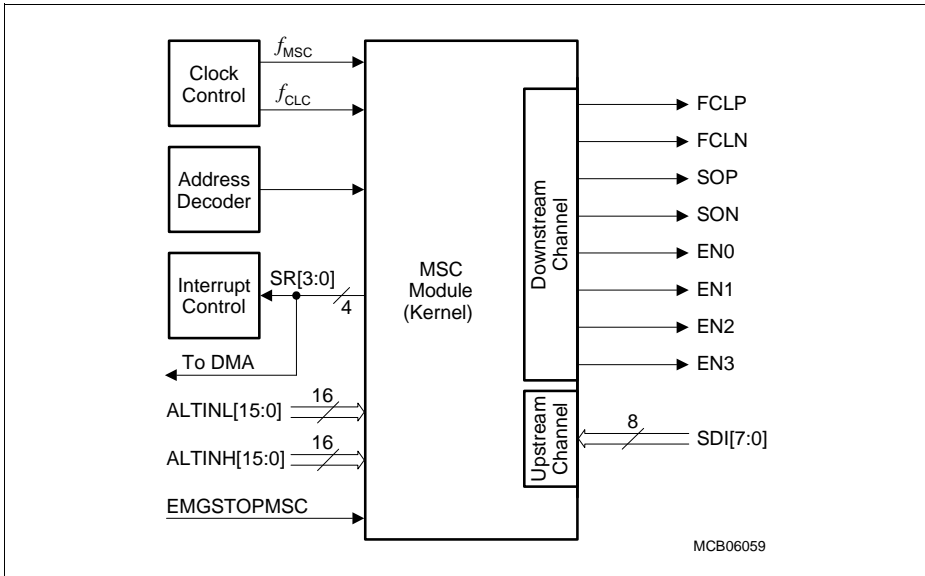 Clock
Control
fMSC
fCLC
Address
Decoder
Interrupt
Control
SR[3:0]
4
To DMA
ALTINL[15:0]
16
ALTINH[15:0]
16
EMGSTOPMSC
MSC
Module
(Kernel)
Downstream
Channel
Upstream
Channel
FCLP
FCLN
SOP
SON
EN0
EN1
EN2
EN3
8
SDI[7:0]
MCB06059